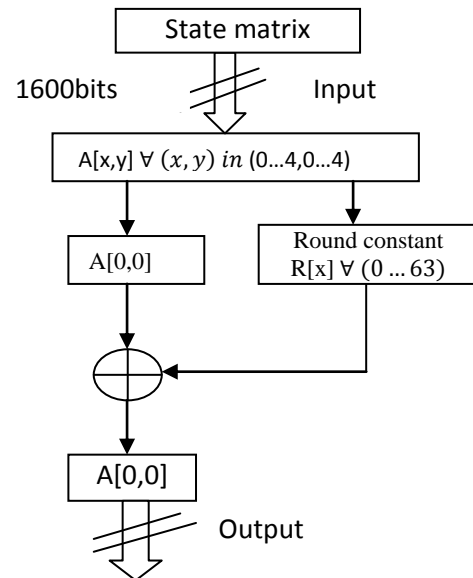 State matrix
1600bits Input
A[x,y] ∀ (x, y) in (0...4,0...4)
A[0,0]
Round constant
R[x] ∀ (0 ... 63)
A[0,0]
Output